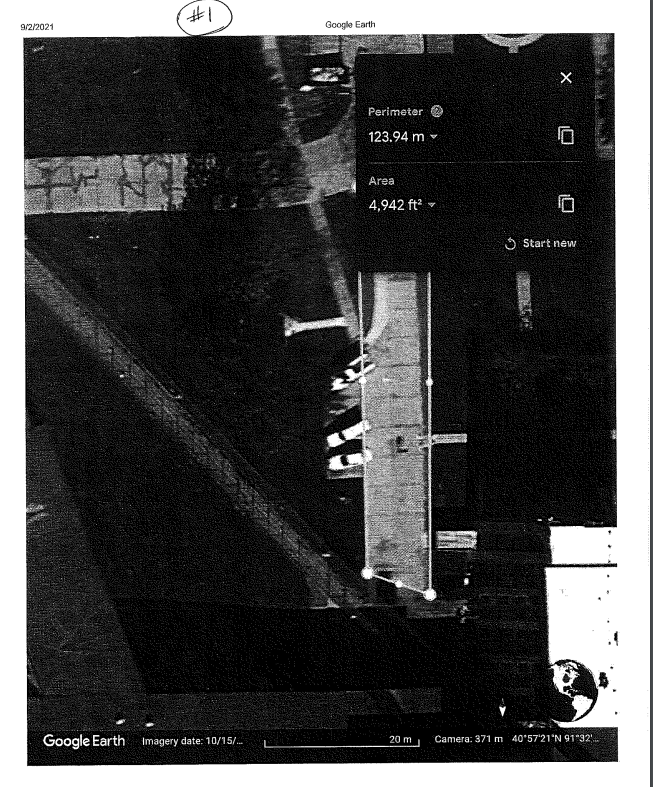 #1
9/2/2021
Google Earth
Perimeter
123.94 m
Area
4,942 ft²
Start new
Google Earth
Imagery date: 10/15/...
20 m
Camera: 371 m
40°57'21"N 91°32'...